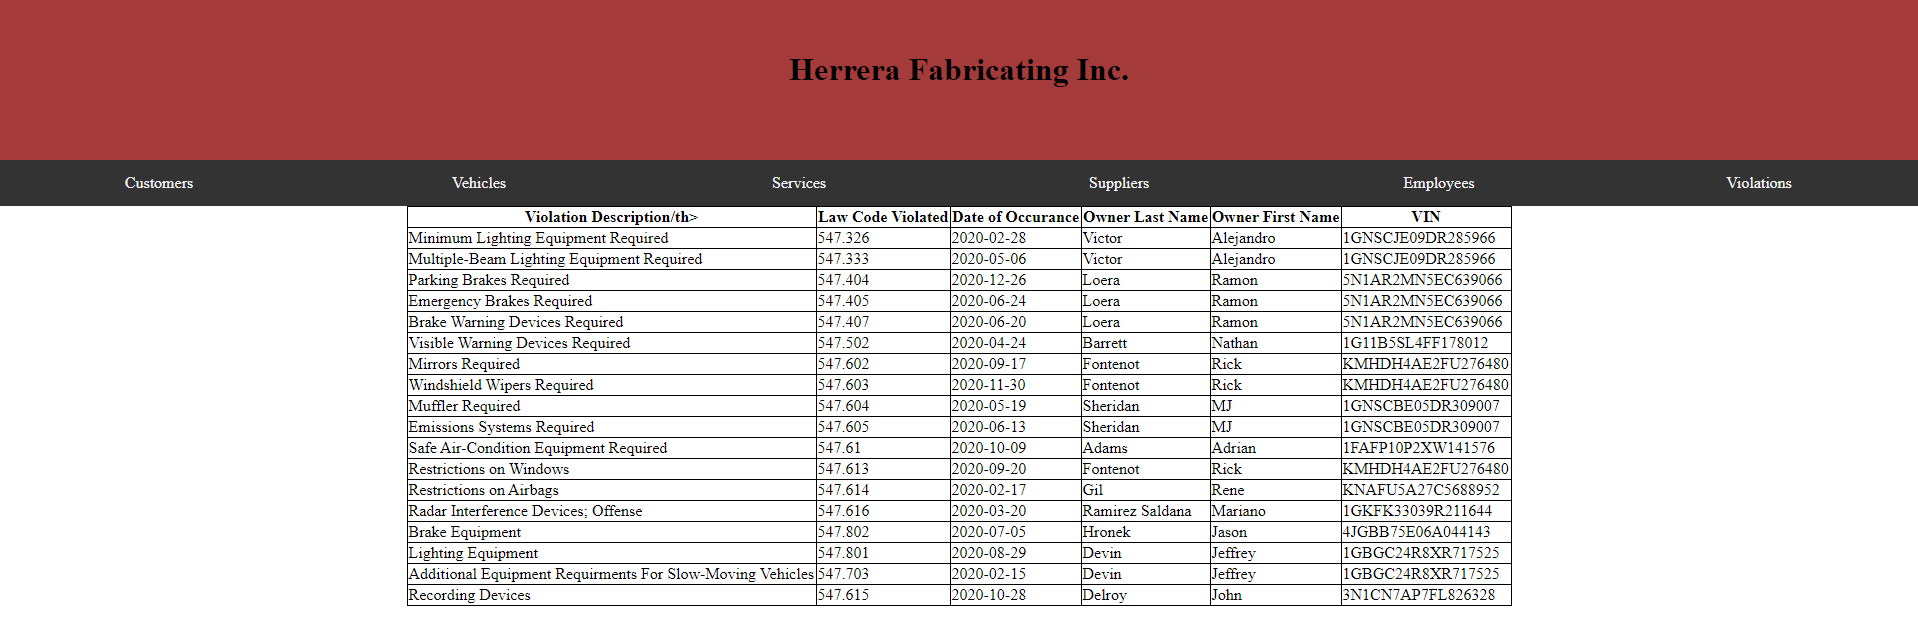 Herrera Fabricating Inc.
Customers Vehicles Services Suppliers Employees Violations
Violation Description/th> Law Code Violated Date of Occurance Owner Last Name Owner First Name VIN
Minimum Lighting Equipment Required 547.326 2020-02-28 Victor Alejandro 1GNSCJE09DR285966
Multiple-Beam Lighting Equipment Required 547.333 2020-05-06 Victor Alejandro 1GNSCJE09DR285966
Parking Brakes Required 547.404 2020-12-26 Loera Ramon 5N1AR2MN5EC639066
Emergency Brakes Required 547.405 2020-06-24 Loera Ramon 5N1AR2MN5EC639066
Brake Warning Devices Required 547.407 2020-06-20 Loera Ramon 5N1AR2MN5EC639066
Visible Warning Devices Required 547.502 2020-04-24 Barrett Nathan 1G11B5SL4FF178012
Mirrors Required 547.602 2020-09-17 Fontenot Rick KMHDH4AE2FU276480
Windshield Wipers Required 547.603 2020-11-30 Fontenot Rick KMHDH4AE2FU276480
Muffler Required 547.604 2020-05-19 Sheridan MJ 1GNSCBE05DR309007
Emissions Systems Required 547.605 2020-06-13 Sheridan MJ 1GNSCBE05DR309007
Safe Air-Condition Equipment Required 547.61 2020-10-09 Adams Adrian 1FAFP10P2XW141576
Restrictions on Windows 547.613 2020-09-20 Fontenot Rick KMHDH4AE2FU276480
Restrictions on Airbags 547.614 2020-02-17 Gil Rene KNAFU5A27C5688952
Radar Interference Devices; Offense 547.616 2020-03-20 Ramirez Saldana Mariano 1GKFK33039R211644
Brake Equipment 547.802 2020-07-05 Hronek Jason 4JGBB75E06A044143
Lighting Equipment 547.801 2020-08-29 Devin Jeffrey 1GBGC24R8XR717525
Additional Equipment Requirments For Slow-Moving Vehicles 547.703 2020-02-15 Devin Jeffrey 1GBGC24R8XR717525
Recording Devices 547.615 2020-10-28 Delroy John 3N1CN7AP7FL826328